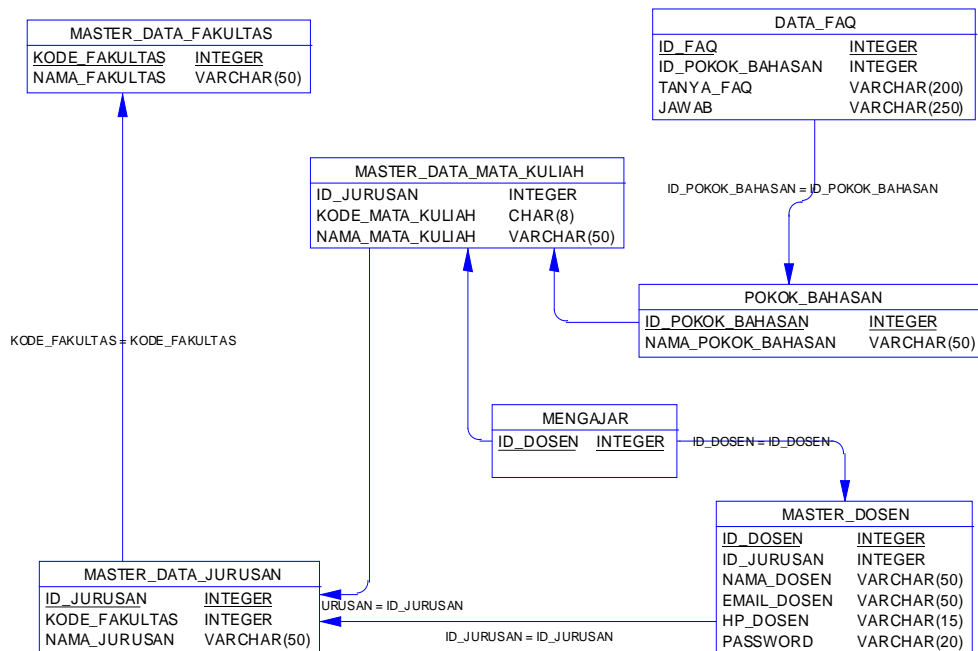 MASTER_DATA_FAKULTAS
KODE_FAKULTAS INTEGER
NAMA_FAKULTAS VARCHAR(50)
DATA_FAQ
ID_FAQ INTEGER
ID_POKOK_BAHASAN INTEGER
TANYA_FAQ VARCHAR(200)
JAWAB VARCHAR(250)
MASTER_DATA_MATA_KULIAH
ID_JURUSAN INTEGER
KODE_MATA_KULIAH CHAR(8)
NAMA_MATA_KULIAH VARCHAR(50)
ID_POKOK_BAHASAN = ID_POKOK_BAHASAN
POKOK_BAHASAN
ID_POKOK_BAHASAN INTEGER
NAMA_POKOK_BAHASAN VARCHAR(50)
KODE_FAKULTAS = KODE_FAKULTAS
MENGAJAR
ID_DOSEN INTEGER
ID_DOSEN = ID_DOSEN
MASTER_DOSEN
ID_DOSEN INTEGER
ID_JURUSAN INTEGER
NAMA_DOSEN VARCHAR(50)
EMAIL_DOSEN VARCHAR(50)
HP_DOSEN VARCHAR(15)
PASSWORD VARCHAR(20)
MASTER_DATA_JURUSAN
ID_JURUSAN INTEGER
KODE_FAKULTAS INTEGER
NAMA_JURUSAN VARCHAR(50)
URUSAN = ID_JURUSAN
ID_JURUSAN = ID_JURUSAN